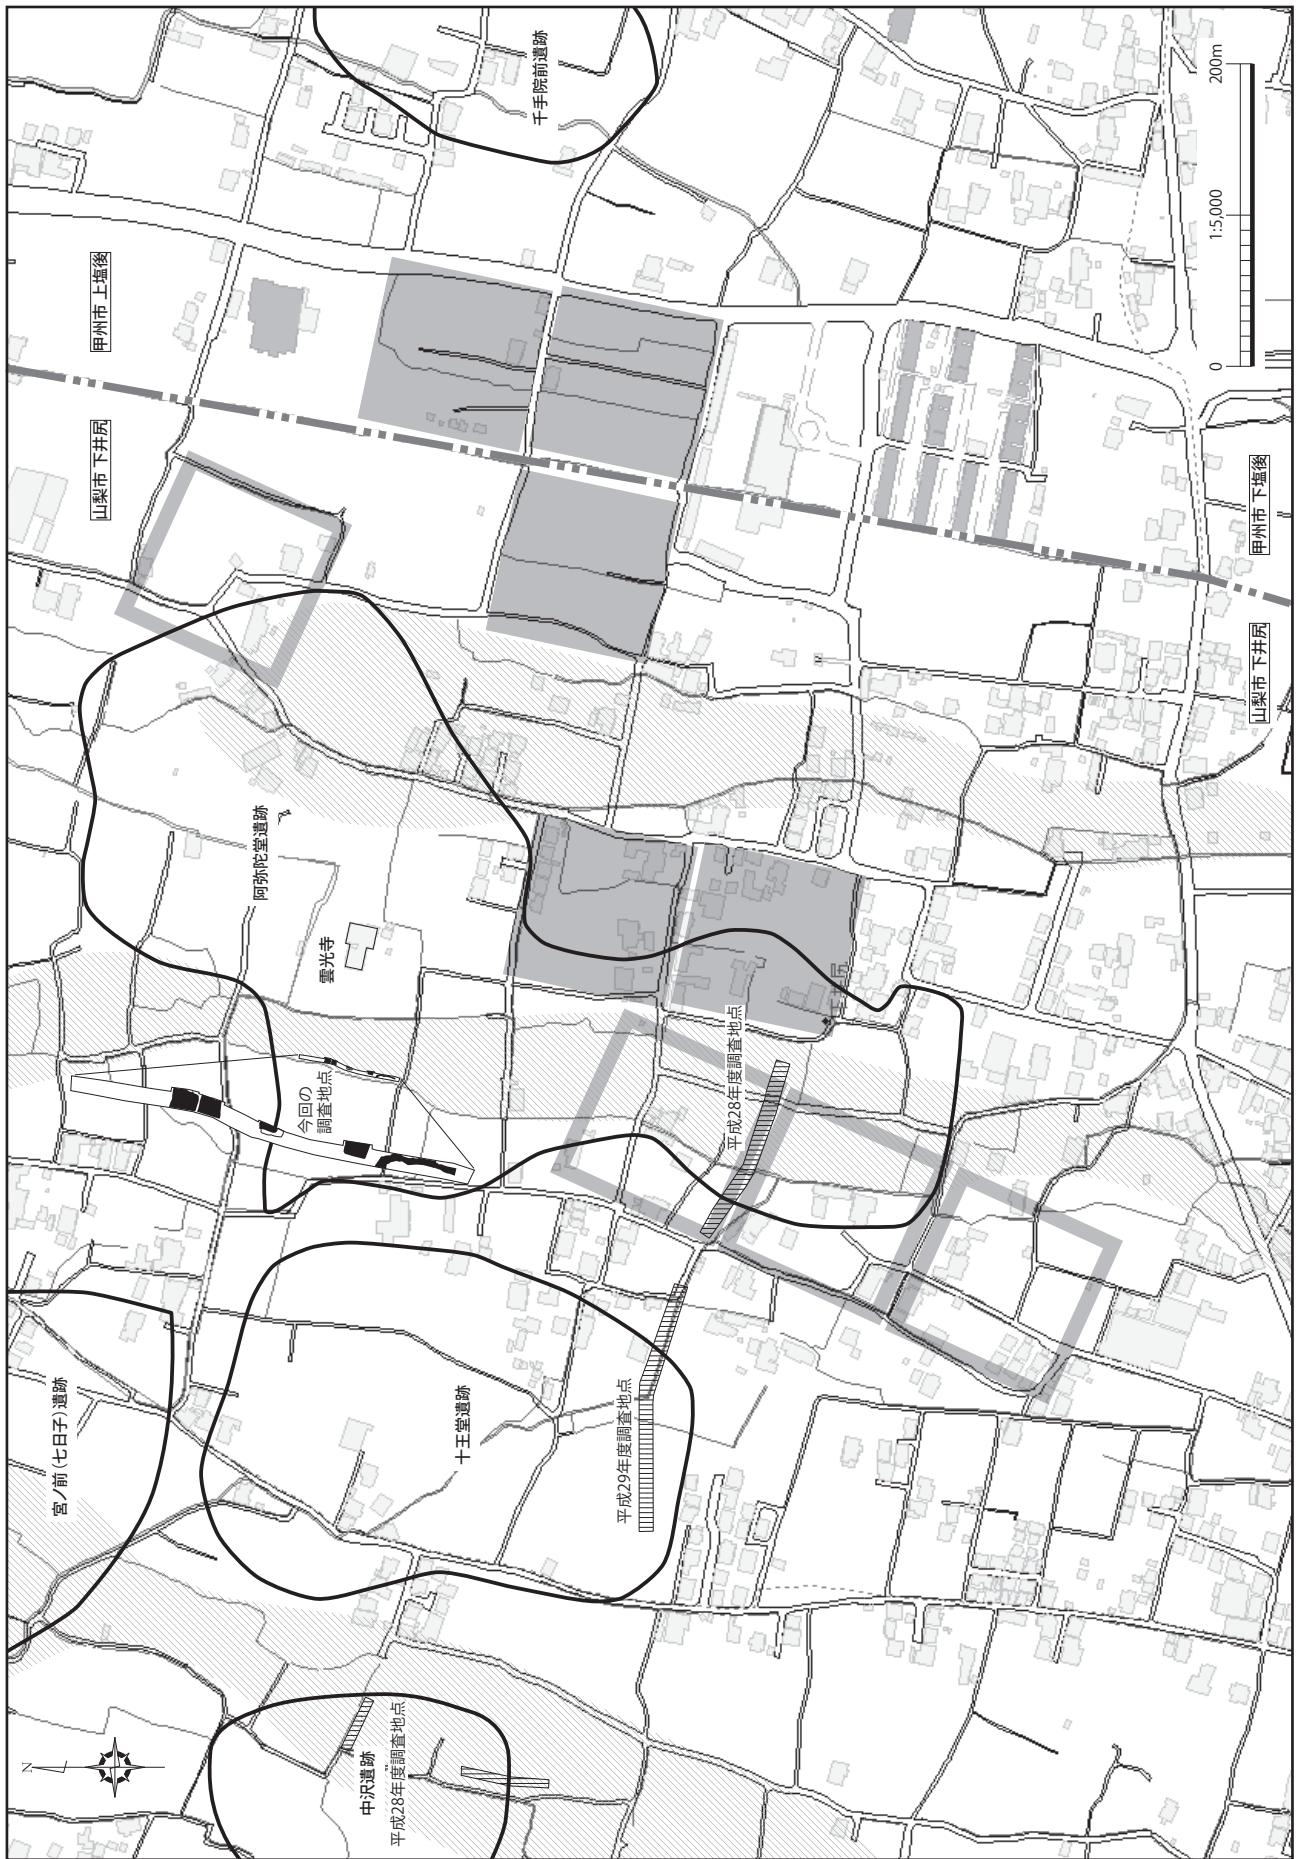 N
宮ノ前(七日子)遺跡
中沢遺跡
平成28年度調査地点
十王堂遺跡
平成29年度調査地点
今回の
調査地点
雲光寺
阿弥陀堂遺跡
平成28年度調査地点
山梨市 下井尻
甲州市 上塩後
千手院前遺跡
山梨市 下井尻
甲州市 下塩後
0
1:5,000
200m